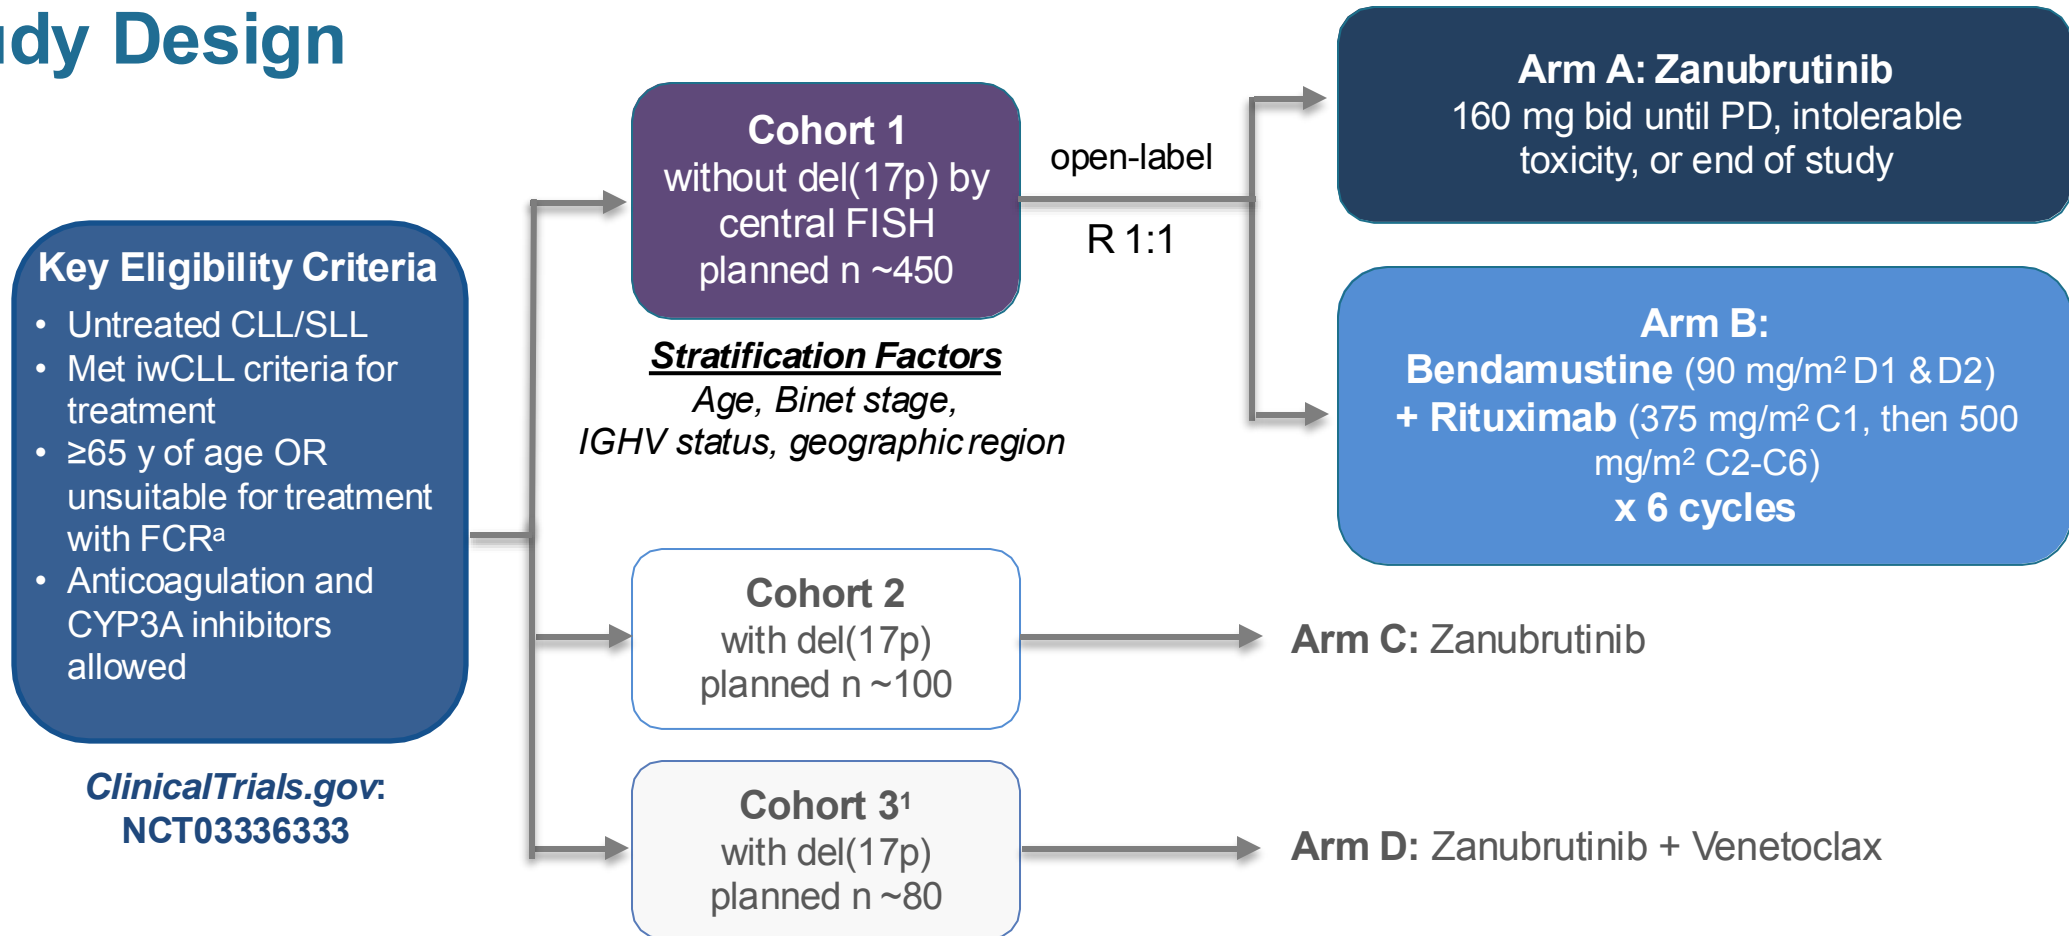 udy Design
Key Eligibility Criteria
• Untreated CLL/SLL
• Met iwCLL criteria for
treatment
• ≥65 y of age OR
unsuitable for treatment
with FCRᵃ
• Anticoagulation and
CYP3A inhibitors
allowed
ClinicalTrials.gov:
NCT03336333
Cohort 1
without del(17p) by
central FISH
planned n ~450
Stratification Factors
Age, Binet stage,
IGHV status, geographic region
open-label
R 1:1
Arm A: Zanubrutinib
160 mg bid until PD, intolerable
toxicity, or end of study
Arm B:
Bendamustine (90 mg/m² D1 & D2)
+ Rituximab (375 mg/m² C1, then 500
mg/m² C2-C6)
x 6 cycles
Cohort 2
with del(17p)
planned n ~100
Arm C: Zanubrutinib
Cohort 3¹
with del(17p)
planned n ~80
Arm D: Zanubrutinib + Venetoclax